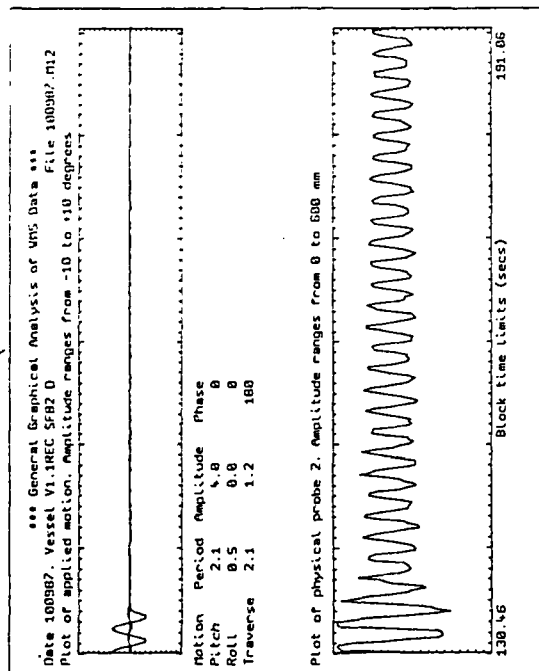 *** General Graphical Analysis of VMS Data ***
Date 100987. Vessel V1.1REC SFB2 D File 100987.M12
Plot of applied motion. Amplitude ranges from -10 to +10 degrees
Motion Period Amplitude Phase
Pitch 2.1 4.0 0
Roll 0.5 0.0 0
Traverse 2.1 1.2 180
Plot of physical probe 2. Amplitude ranges from 0 to 600 mm
130.46 191.06
Block time limits (secs)